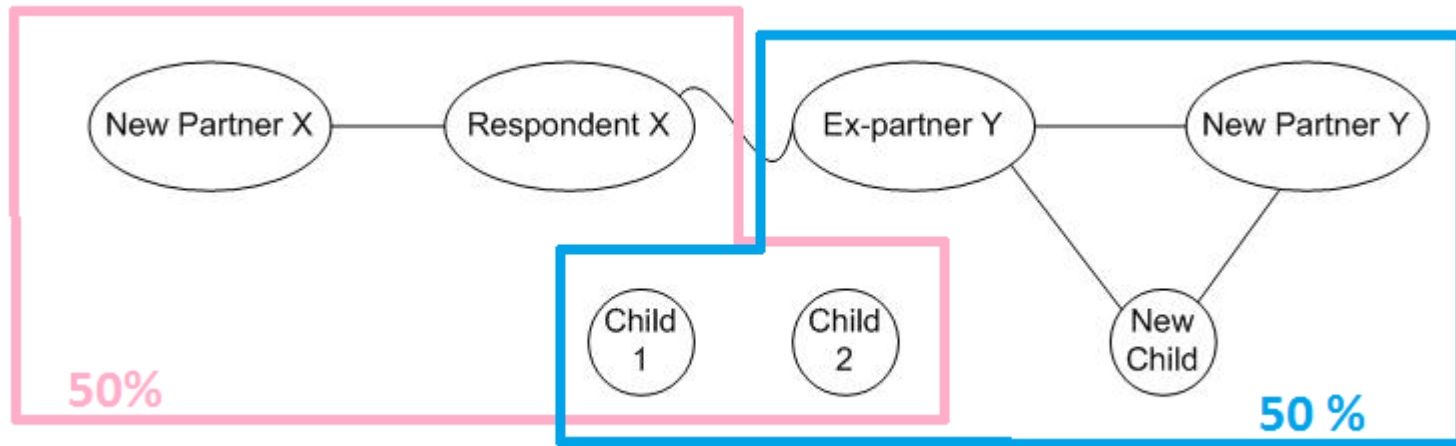 New Partner X
Respondent X
Ex-partner Y
New Partner Y
Child
1
Child
2
New
Child
50%
50 %